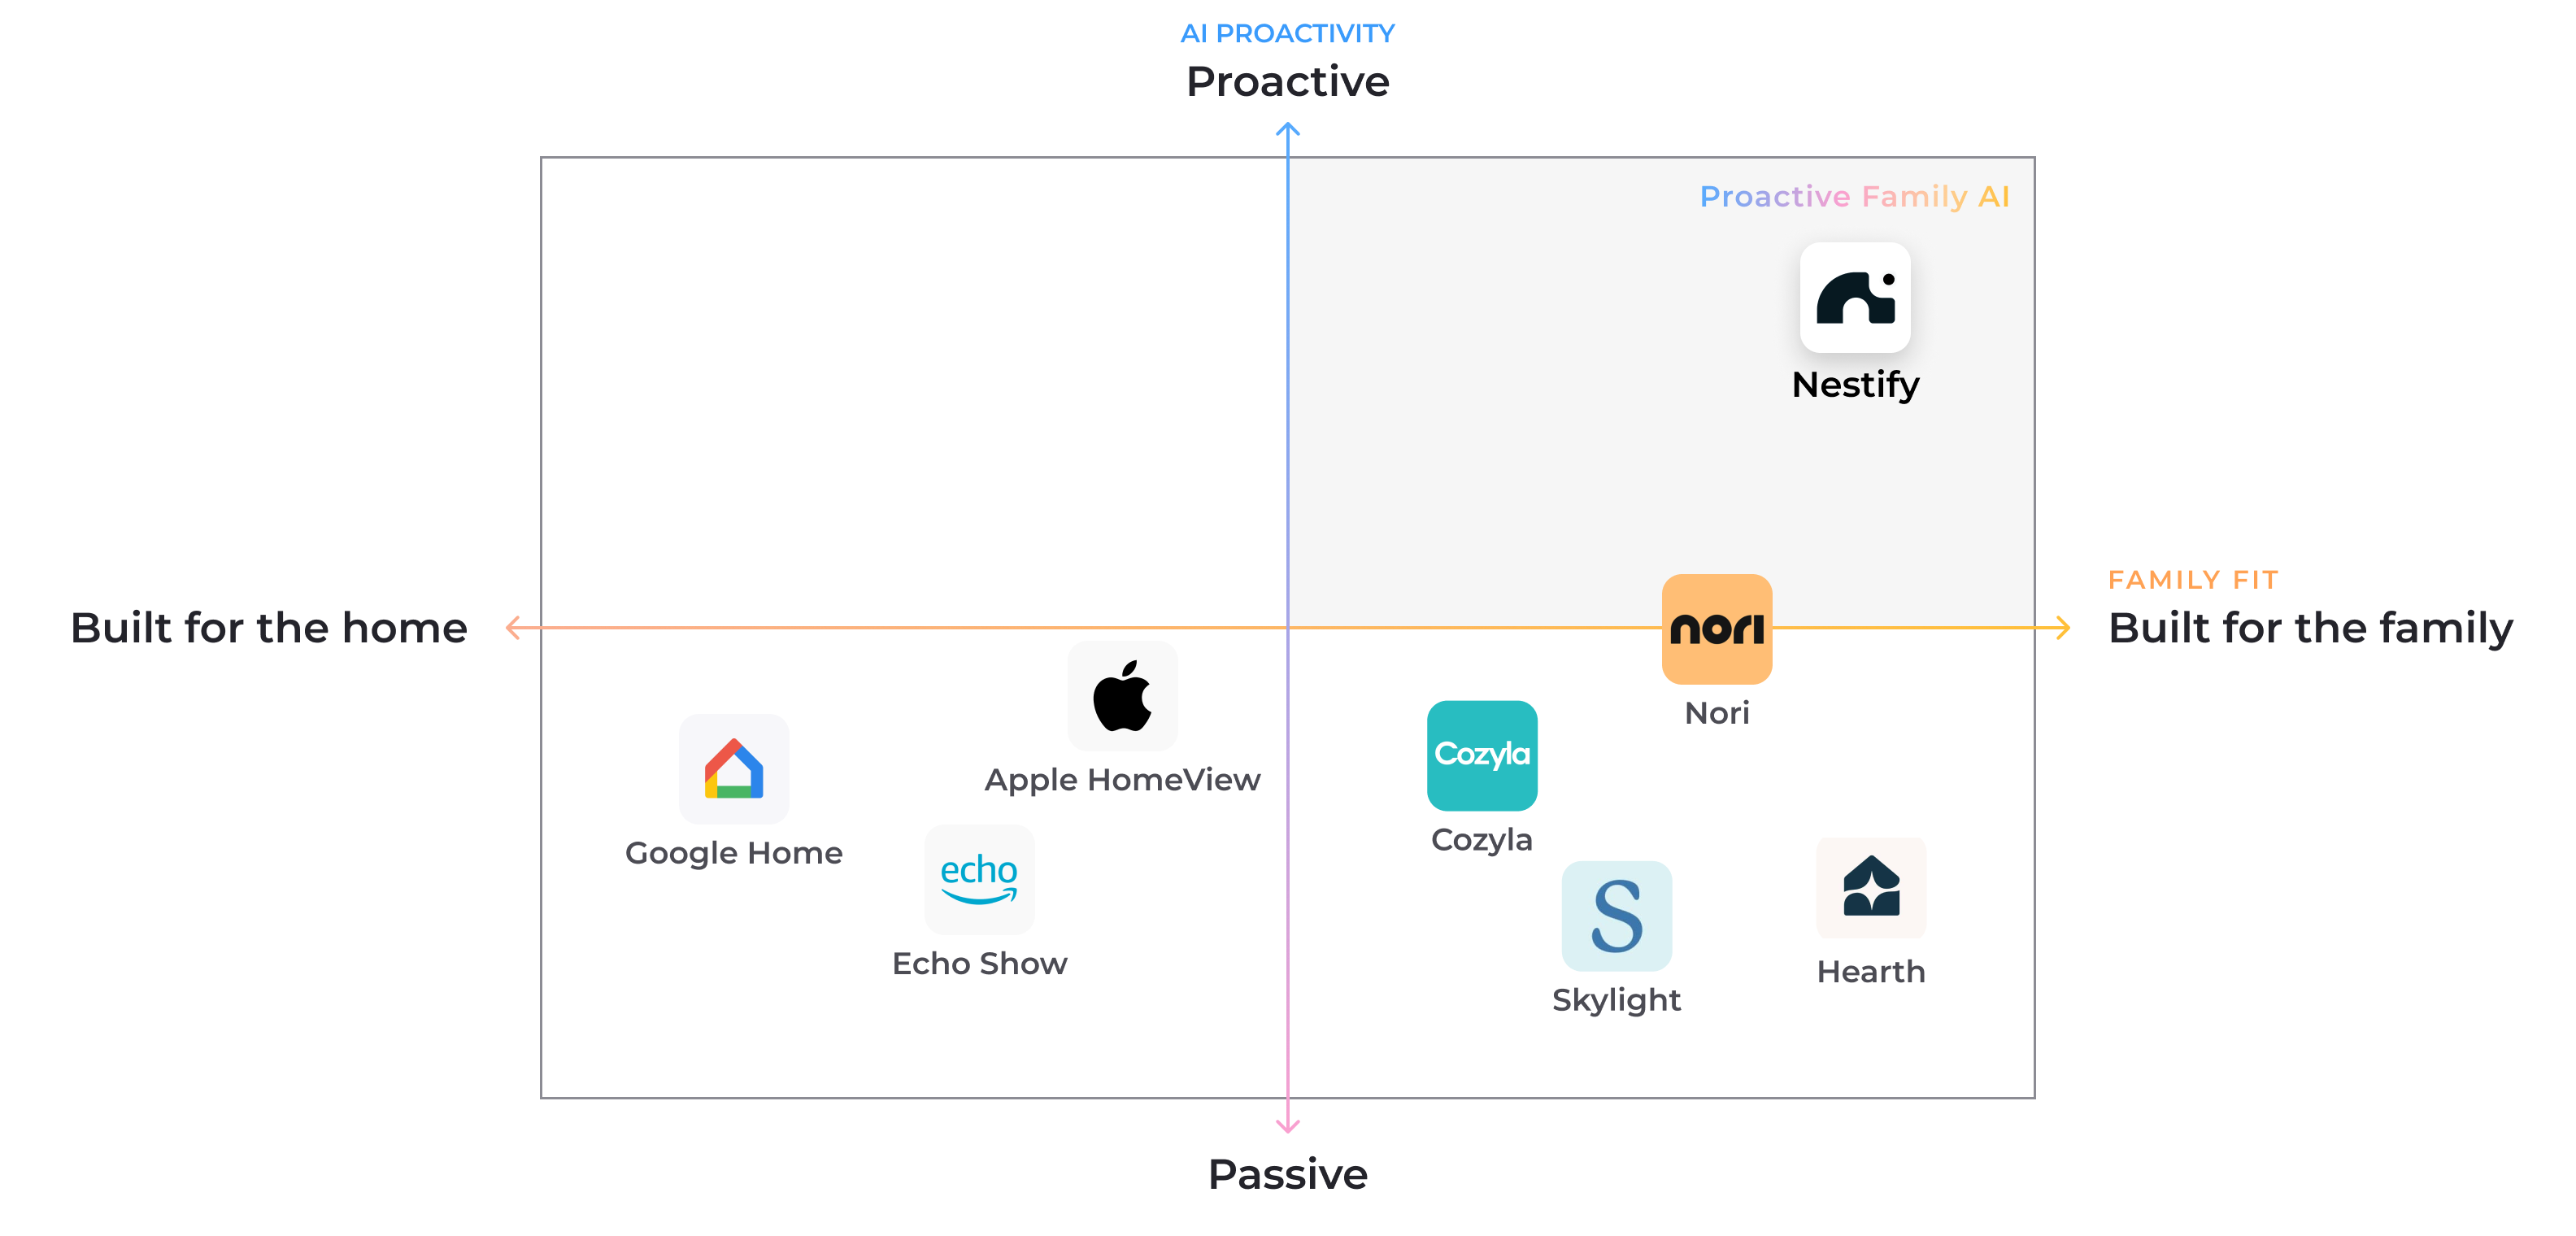 AI PROACTIVITY
Proactive
Proactive Family AI
Nestify
FAMILY FIT
Built for the home
Built for the family
nori
Nori
Apple HomeView
Cozyla
Cozyla
Google Home
echo
Echo Show
S
Skylight
Hearth
Passive